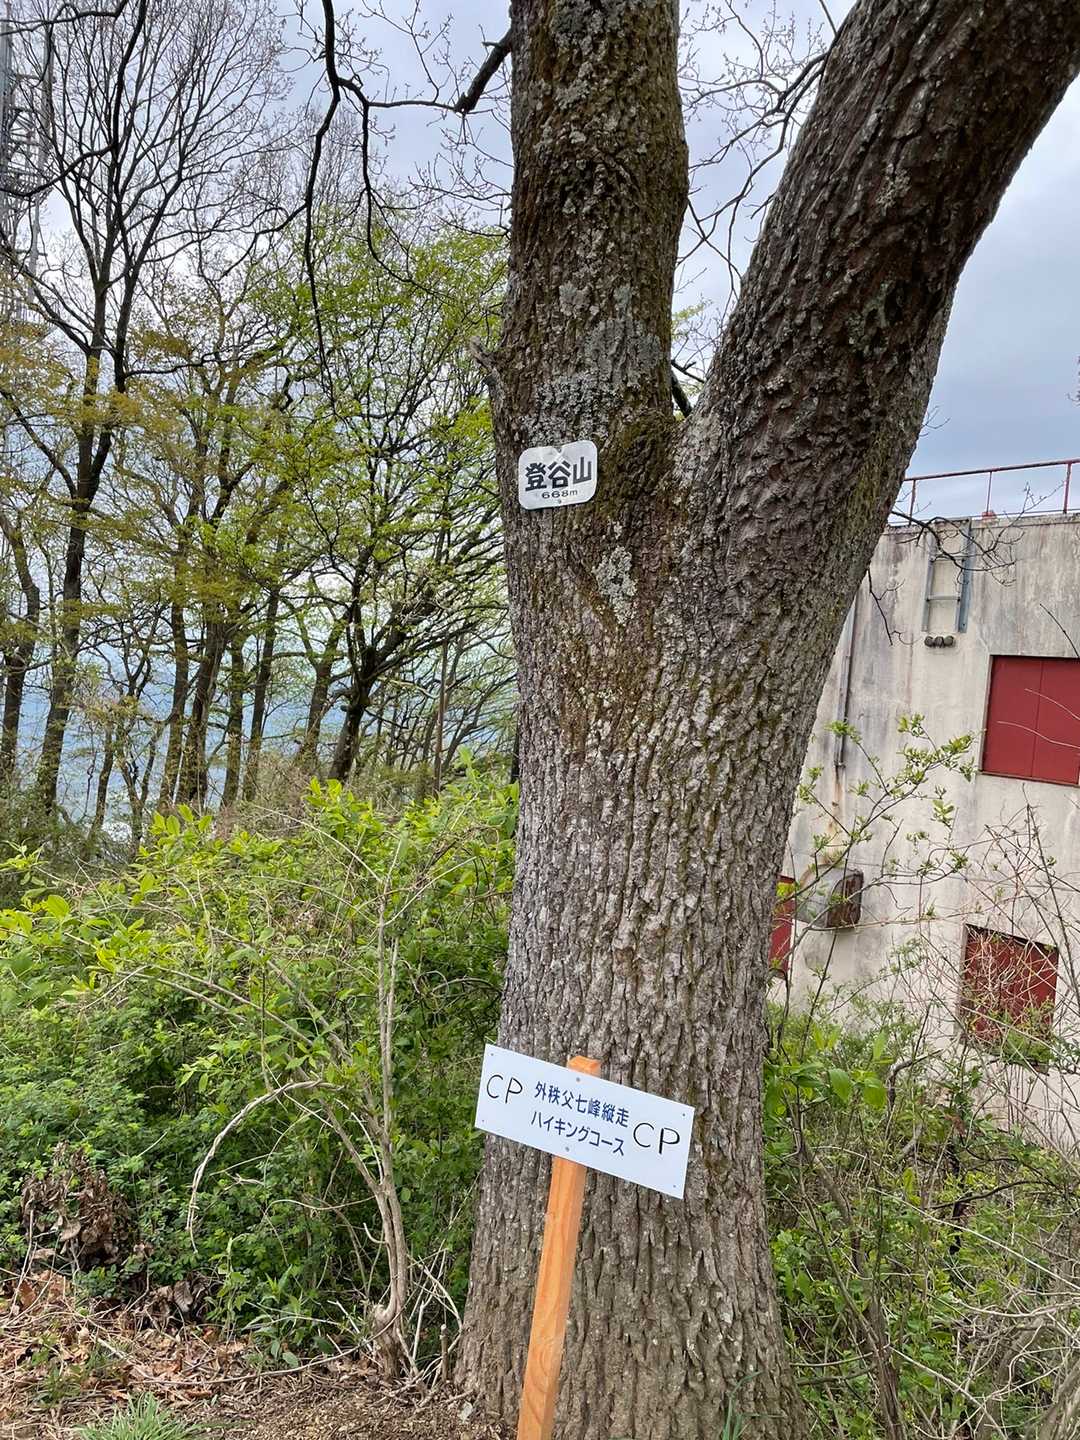 登谷山
668m
CP 外秩父七峰縦走 CP
ハイキングコース